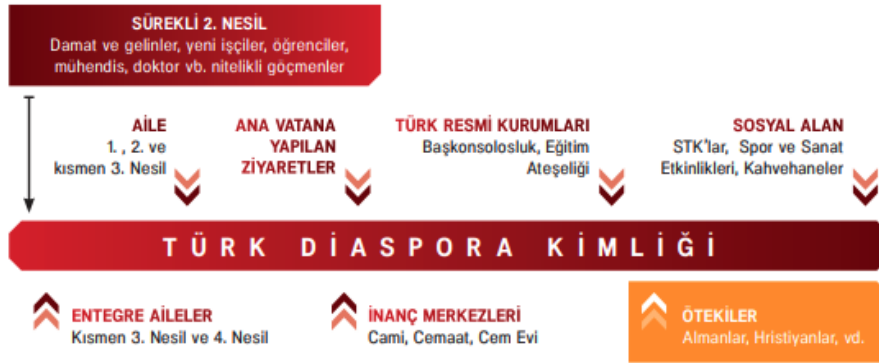 SÜREKLİ 2. NESİL
Damat ve gelinler, yeni işçiler, öğrenciler,
mühendis, doktor vb. nitelikli göçmenler
AİLE
1. , 2. ve
kısmen 3. Nesil
ANA VATANA
YAPILAN
ZİYARETLER
TÜRK RESMİ KURUMLARI
Başkonsolosluk, Eğitim
Ateşeliği
SOSYAL ALAN
STK'lar, Spor ve Sanat
Etkinlikleri, Kahvehaneler
TÜRK DİASPORA KİMLİĞİ
ENTEGRE AİLELER
Kısmen 3. Nesil ve 4. Nesil
İNANÇ MERKEZLERİ
Cami, Cemaat, Cem Evi
ÖTEKİLER
Almanlar, Hristiyanlar, vd.